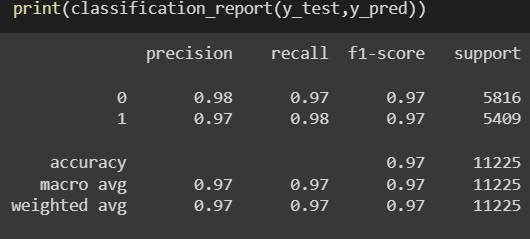 print(classification_report(y_test,y_pred))
precision recall f1-score support
0 0.98 0.97 0.97 5816
1 0.97 0.98 0.97 5409
accuracy 0.97 11225
macro avg 0.97 0.97 0.97 11225
weighted avg 0.97 0.97 0.97 11225